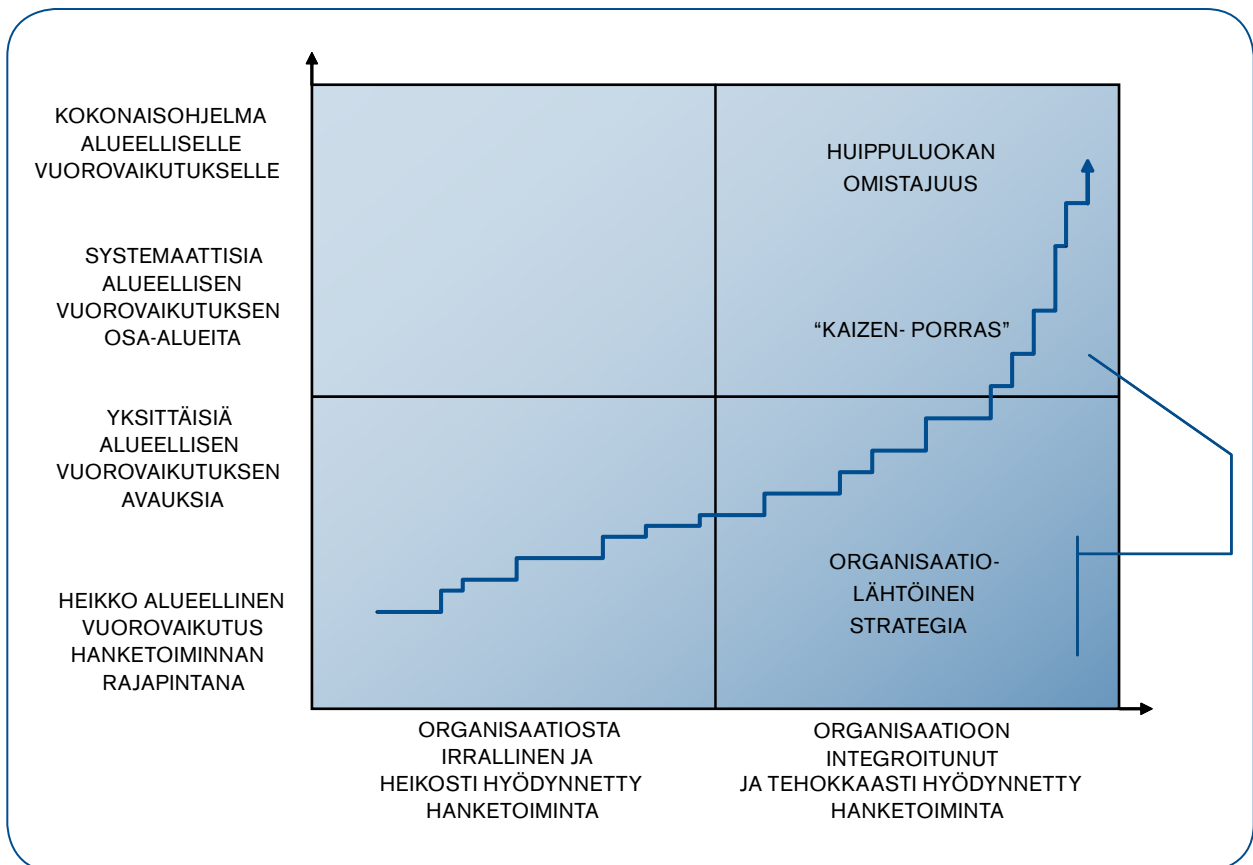 KOKONAISOHJELMA
ALUEELLISELLE
VUOROVAIKUTUKSELLE
SYSTEMAATTISIA
ALUEELLISEN
VUOROVAIKUTUKSEN
OSA-ALUEITA
YKSITTÄISIÄ
ALUEELLISEN
VUOROVAIKUTUKSEN
AVAUKSIA
HEIKKO ALUEELLINEN
VUOROVAIKUTUS
HANKETOIMINNAN
RAJAPINTANA
HUIPPULUOKAN
OMISTAJUUS
“KAIZEN- PORRAS”
ORGANISAATIO-
LÄHTÖINEN
STRATEGIA
ORGANISAATIOSTA
IRRALLINEN JA
HEIKOSTI HYÖDYNNETTY
HANKETOIMINTA
ORGANISAATIOON
INTEGROITUNUT
JA TEHOKKAASTI HYÖDYNNETTY
HANKETOIMINTA